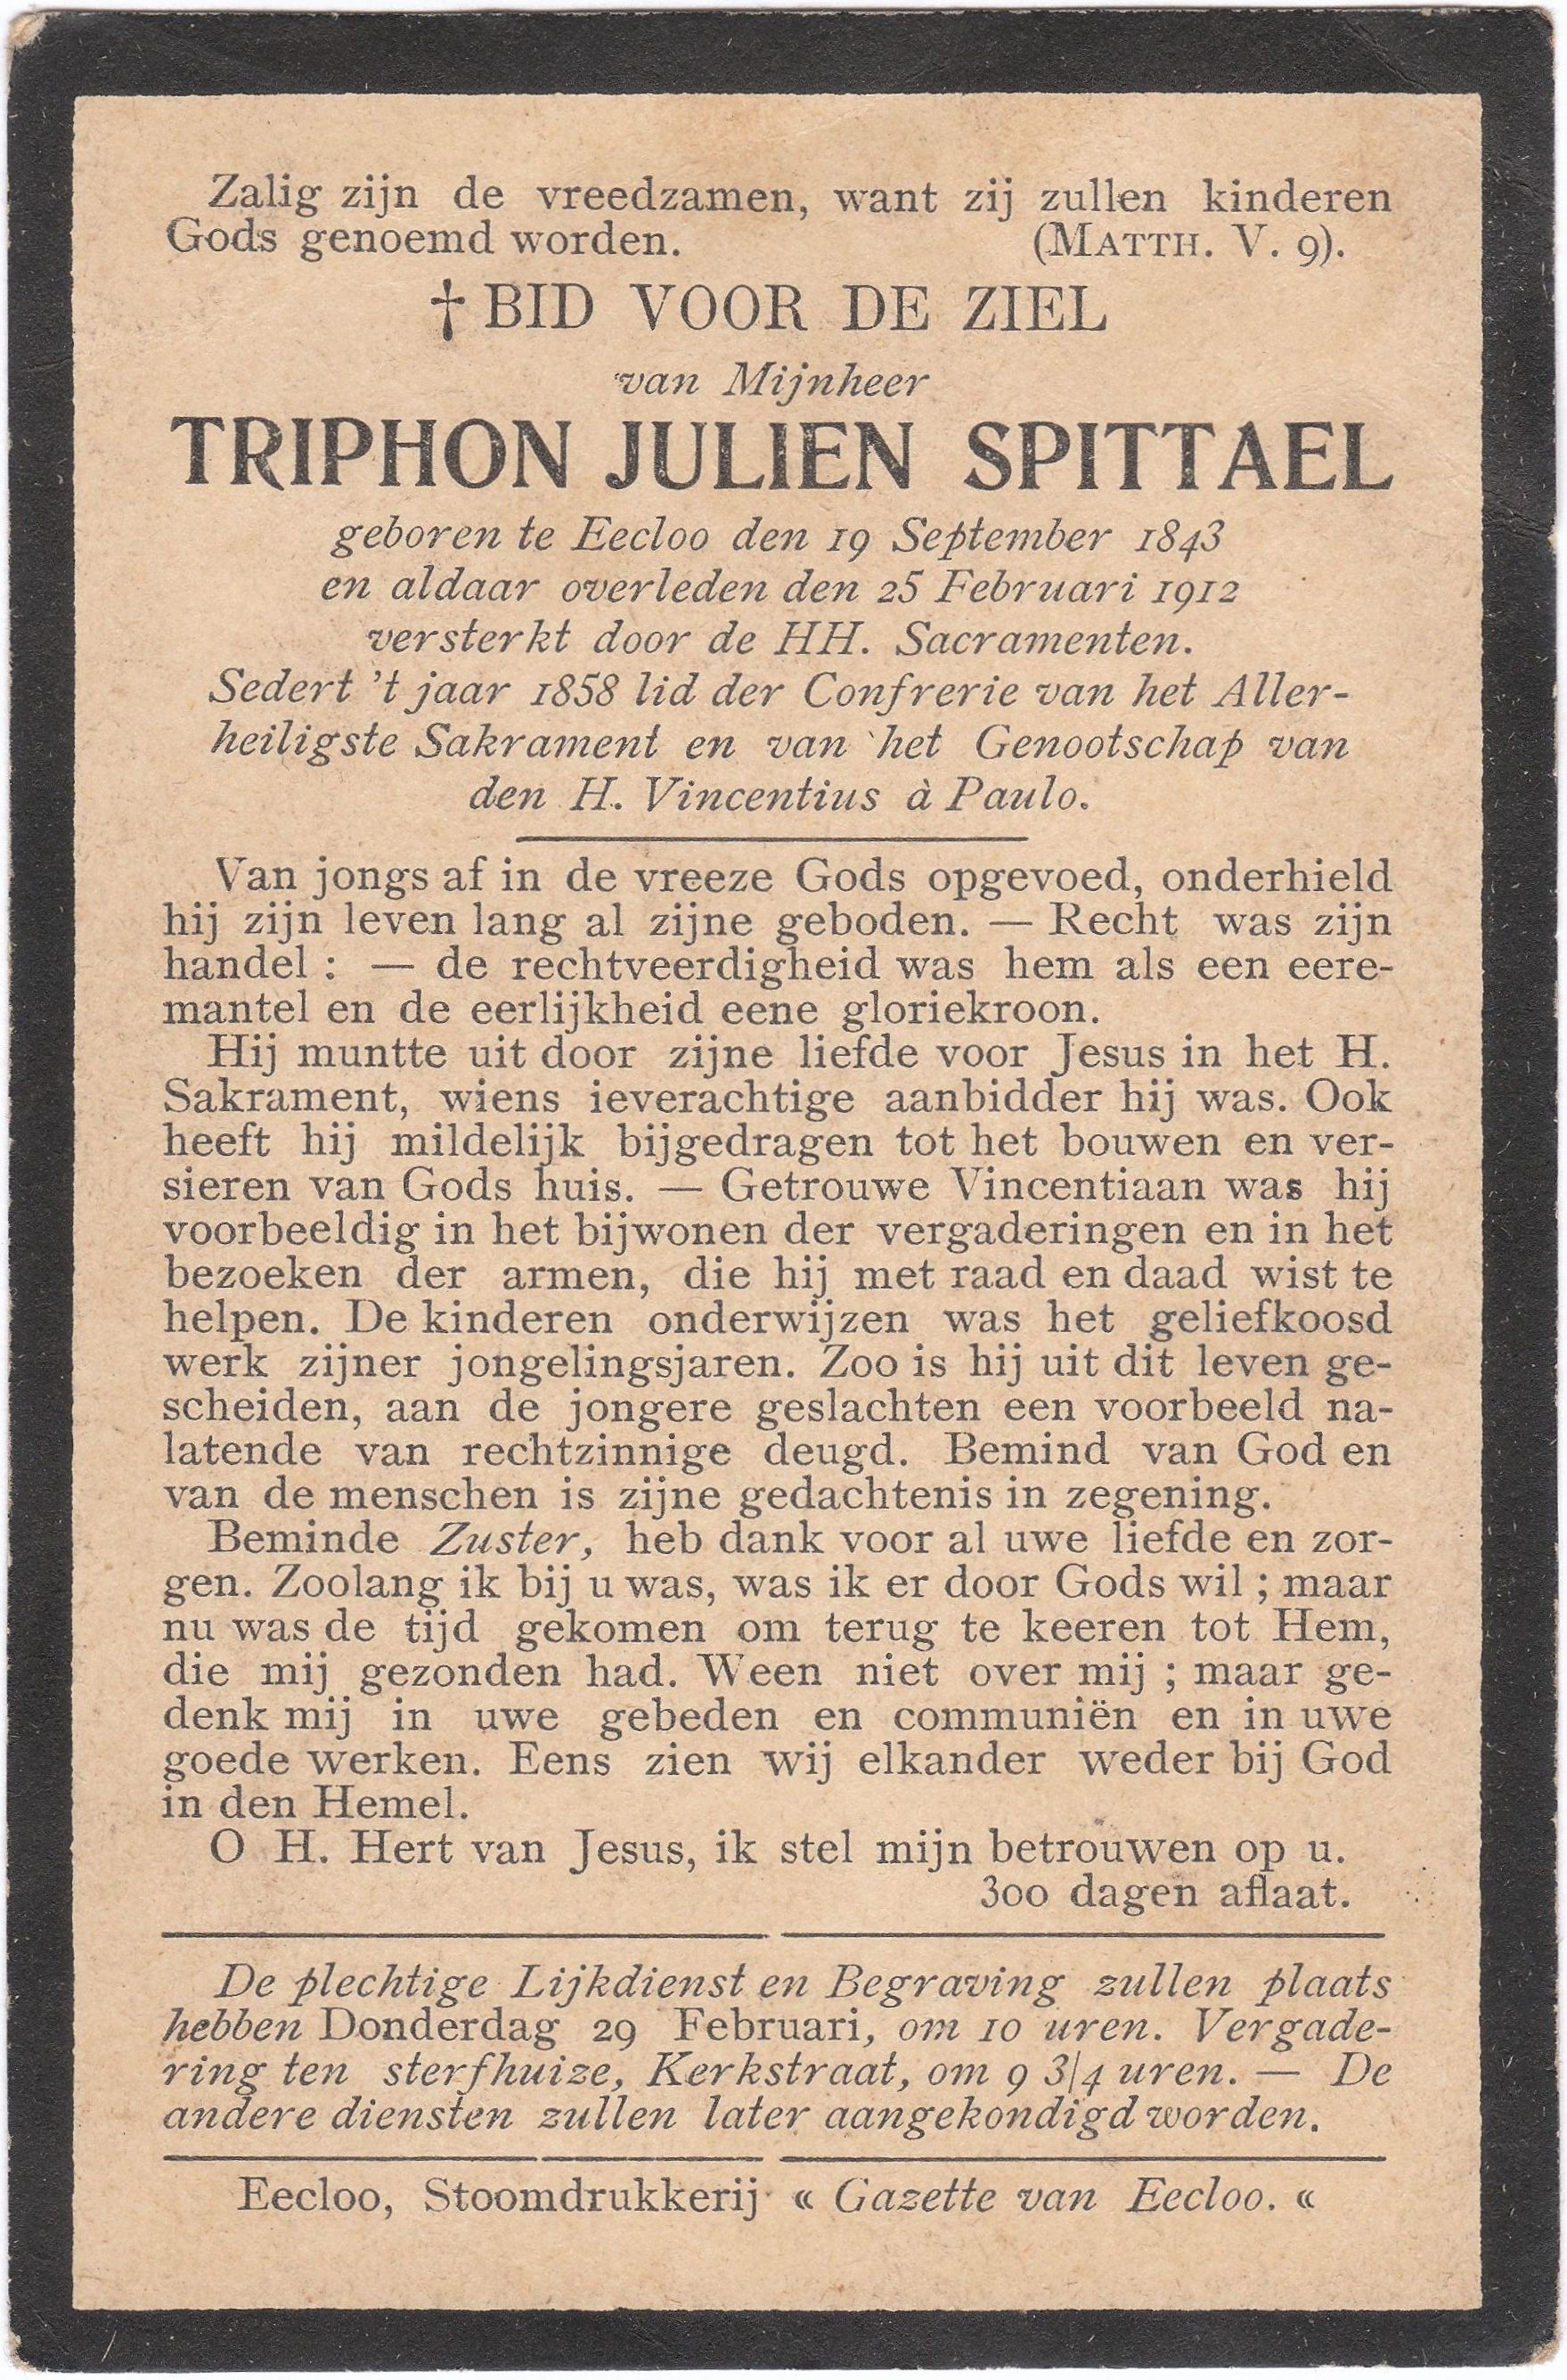 Zalig zijn de vreedzamen, want zij zullen kinderen
Gods genoemd worden. (MATTH. V. 9).
† BID VOOR DE ZIEL
van Mijnheer
TRIPHON JULIEN SPITTAEL
geboren te Eecloo den 19 September 1843
en aldaar overleden den 25 Februari 1912
versterkt door de HH. Sacramenten.
Sedert 't jaar 1858 lid der Confrerie van het Aller-
heiligste Sakrament en van het Genootschap van
den H. Vincentius à Paulo.
Van jongs af in de vreeze Gods opgevoed, onderhield
hij zijn leven lang al zijne geboden. — Recht was zijn
handel : — de rechtveerdigheid was hem als een eere-
mantel en de eerlijkheid eene gloriekroon.
Hij muntte uit door zijne liefde voor Jesus in het H.
Sakrament, wiens ieverachtige aanbidder hij was. Ook
heeft hij mildelijk bijgedragen tot het bouwen en ver-
sieren van Gods huis. — Getrouwe Vincentiaan was hij
voorbeeldig in het bijwonen der vergaderingen en in het
bezoeken der armen, die hij met raad en daad wist te
helpen. De kinderen onderwijzen was het geliefkoosd
werk zijner jongelingsjaren. Zoo is hij uit dit leven ge-
scheiden, aan de jongere geslachten een voorbeeld na-
latende van rechtzinnige deugd. Bemind van God en
van de menschen is zijne gedachtenis in zegening.
Beminde Zuster, heb dank voor al uwe liefde en zor-
gen. Zoolang ik bij u was, was ik er door Gods wil ; maar
nu was de tijd gekomen om terug te keeren tot Hem,
die mij gezonden had. Ween niet over mij ; maar ge-
denk mij in uwe gebeden en communiën en in uwe
goede werken. Eens zien wij elkander weder bij God
in den Hemel.
O H. Hert van Jesus, ik stel mijn betrouwen op u.
300 dagen aflaat.
De plechtige Lijkdienst en Begraving zullen plaats
hebben Donderdag 29 Februari, om 10 uren. Vergade-
ring ten sterfhuize, Kerkstraat, om 9 3/4 uren. — De
andere diensten zullen later aangekondigd worden.
Eecloo, Stoomdrukkerij « Gazette van Eecloo. «